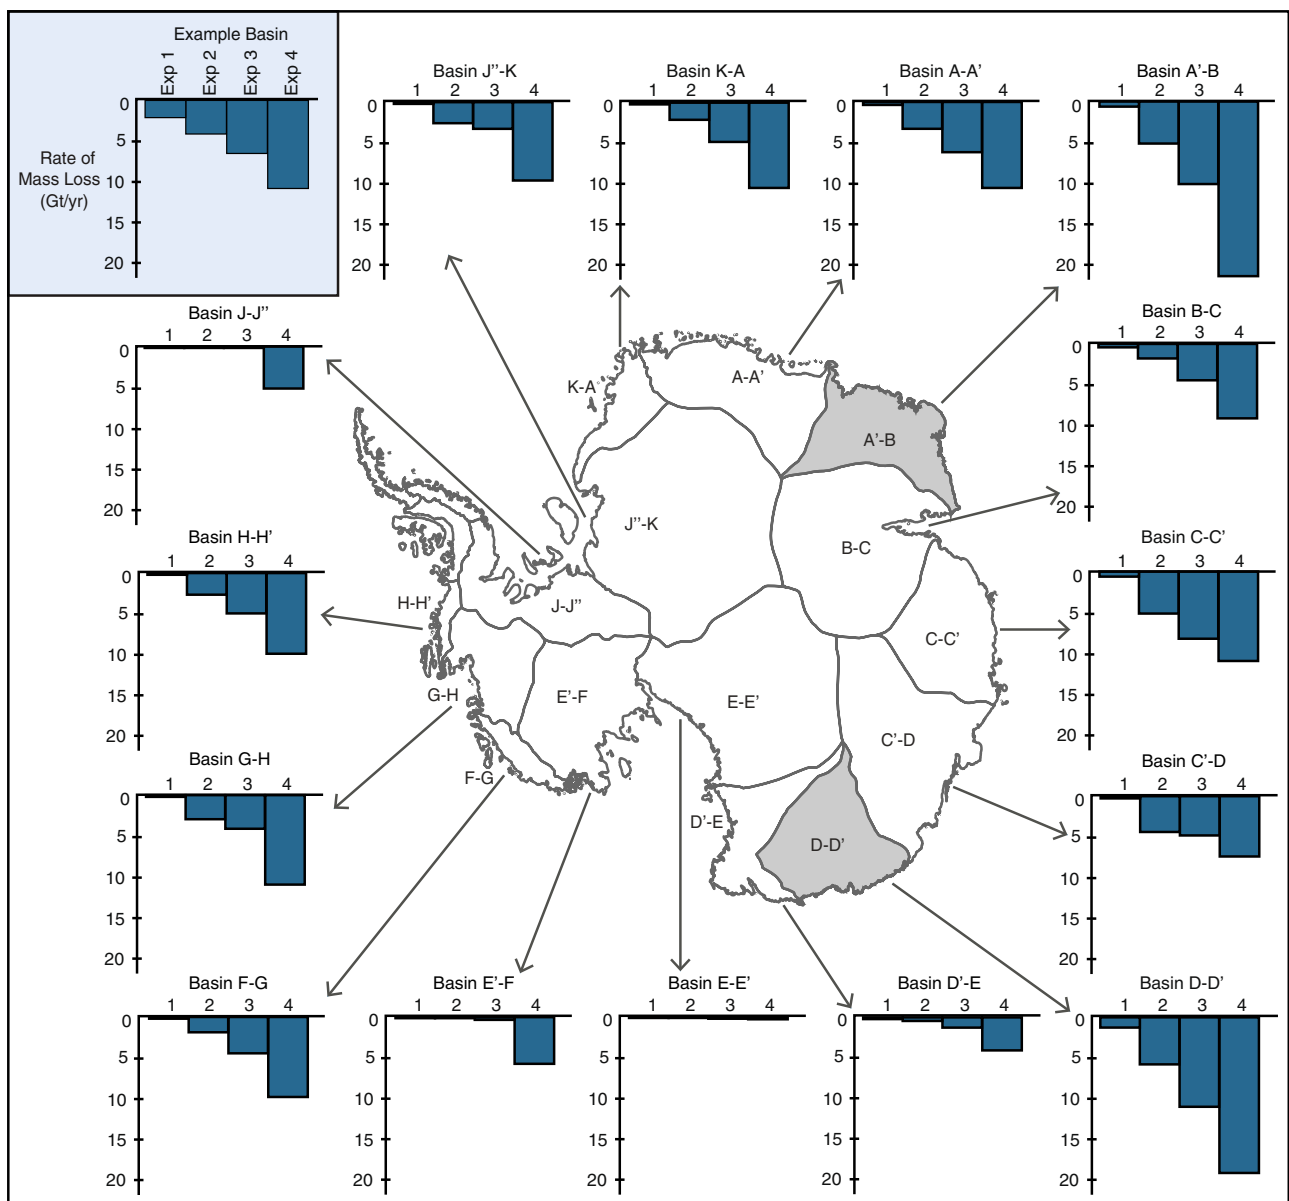 Example Basin
Exp 1
Exp 2
Exp 3
Exp 4
0
5
10
15
20
Rate of
Mass Loss
(Gt/yr)
Basin J''-K
1 2 3 4
0
5
10
15
20
Basin K-A
1 2 3 4
0
5
10
15
20
Basin A-A'
1 2 3 4
0
5
10
15
20
Basin A'-B
1 2 3 4
0
5
10
15
20
Basin J-J''
1 2 3 4
0
5
10
15
20
Basin B-C
1 2 3 4
0
5
10
15
20
Basin H-H'
1 2 3 4
0
5
10
15
20
Basin C-C'
1 2 3 4
0
5
10
15
20
Basin G-H
1 2 3 4
0
5
10
15
20
Basin C'-D
1 2 3 4
0
5
10
15
20
Basin F-G
1 2 3 4
0
5
10
15
20
Basin E'-F
1 2 3 4
0
5
10
15
20
Basin E-E'
1 2 3 4
0
5
10
15
20
Basin D'-E
1 2 3 4
0
5
10
15
20
Basin D-D'
1 2 3 4
0
5
10
15
20
K-A
A-A'
A'-B
J''-K
B-C
H-H'
J-J''
C-C'
G-H
E'-F
E-E'
C'-D
F-G
D'-E
D-D'